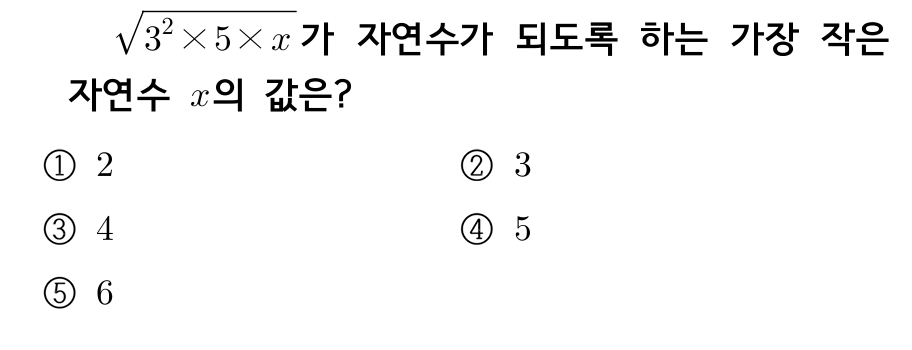 $\sqrt{3^2 \times 5 \times x}$ 가 자연수가 되도록 하는 가장 작은
자연수 $x$의 값은?
① 2 ② 3
③ 4 ④ 5
⑤ 6